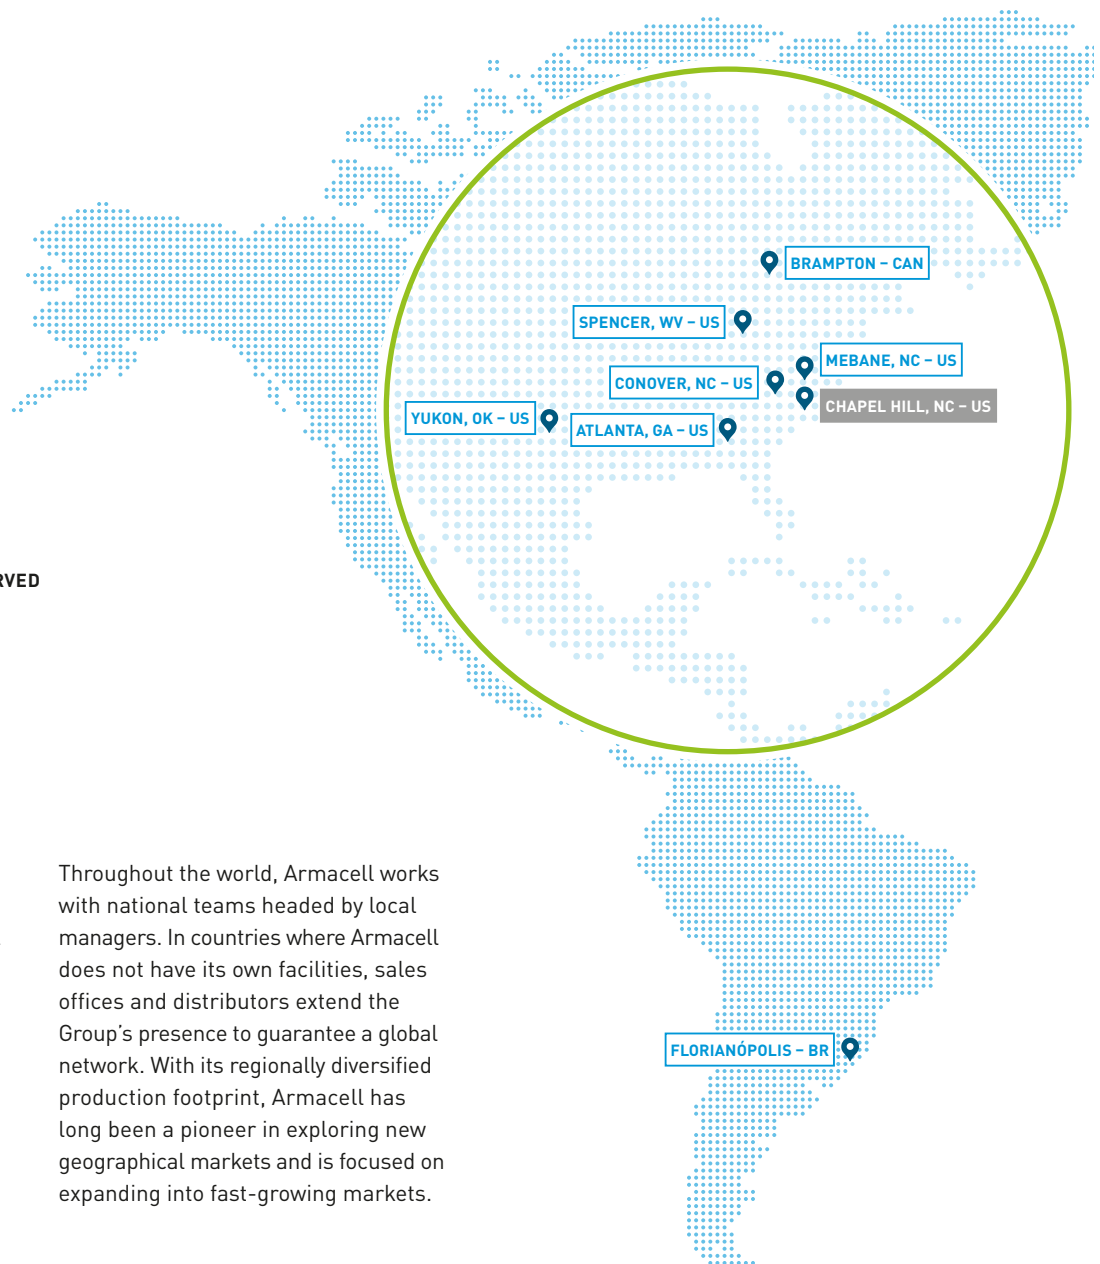 BRAMPTON – CAN
SPENCER, WV – US
MEBANE, NC – US
CONOVER, NC – US
CHAPEL HILL, NC – US
YUKON, OK – US
ATLANTA, GA – US
RVED
Throughout the world, Armacell works
with national teams headed by local
managers. In countries where Armacell
does not have its own facilities, sales
offices and distributors extend the
Group’s presence to guarantee a global
network. With its regionally diversified
production footprint, Armacell has
long been a pioneer in exploring new
geographical markets and is focused on
expanding into fast-growing markets.
FLORIANÓPOLIS – BR